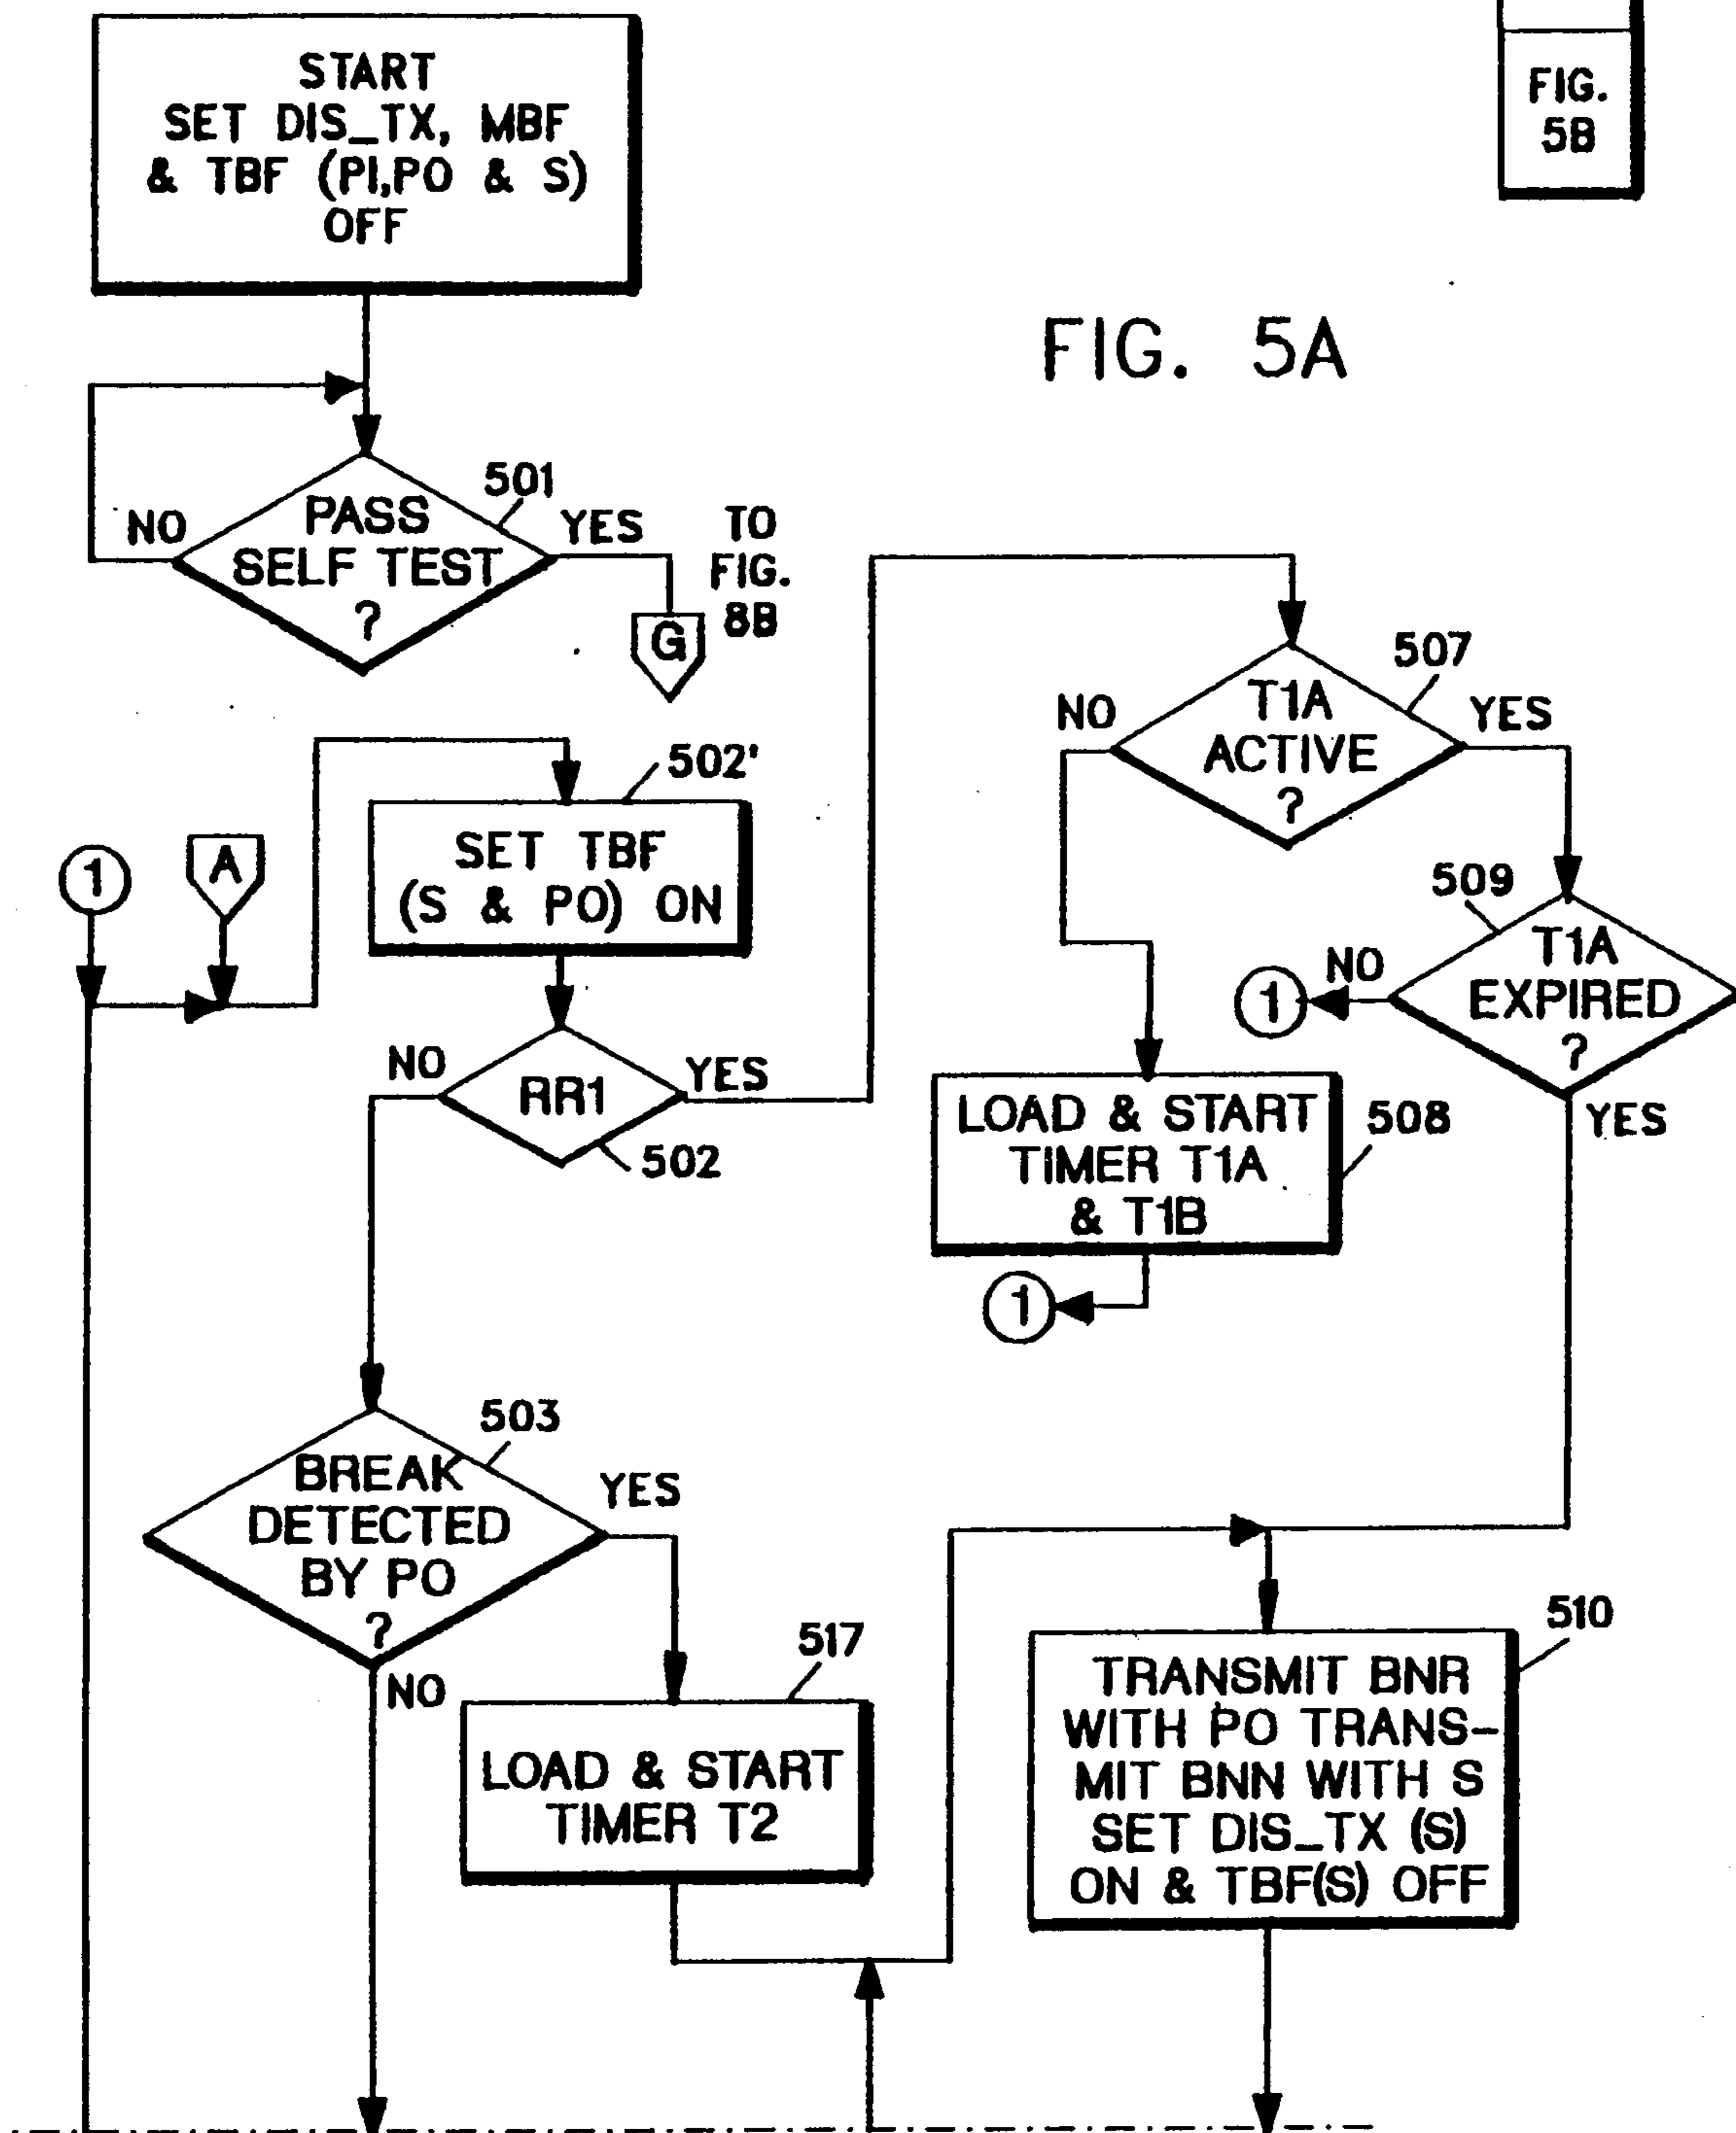 START
SET DIS_TX, MBF
& TBF (PI,PO & S)
OFF
FIG.
5B
FIG. 5A
501
NO
PASS
SELF TEST
?
YES
TO
FIG.
8B
G
507
NO
T1A
ACTIVE
?
YES
502'
SET TBF
(S & PO) ON
1
A
509
T1A
EXPIRED
?
NO
1
YES
NO
RR1
YES
502
LOAD & START
TIMER T1A
& T1B
508
1
503
BREAK
DETECTED
BY PO
?
YES
NO
517
LOAD & START
TIMER T2
510
TRANSMIT BNR
WITH PO TRANS-
MIT BNN WITH S
SET DIS_TX (S)
ON & TBF(S) OFF